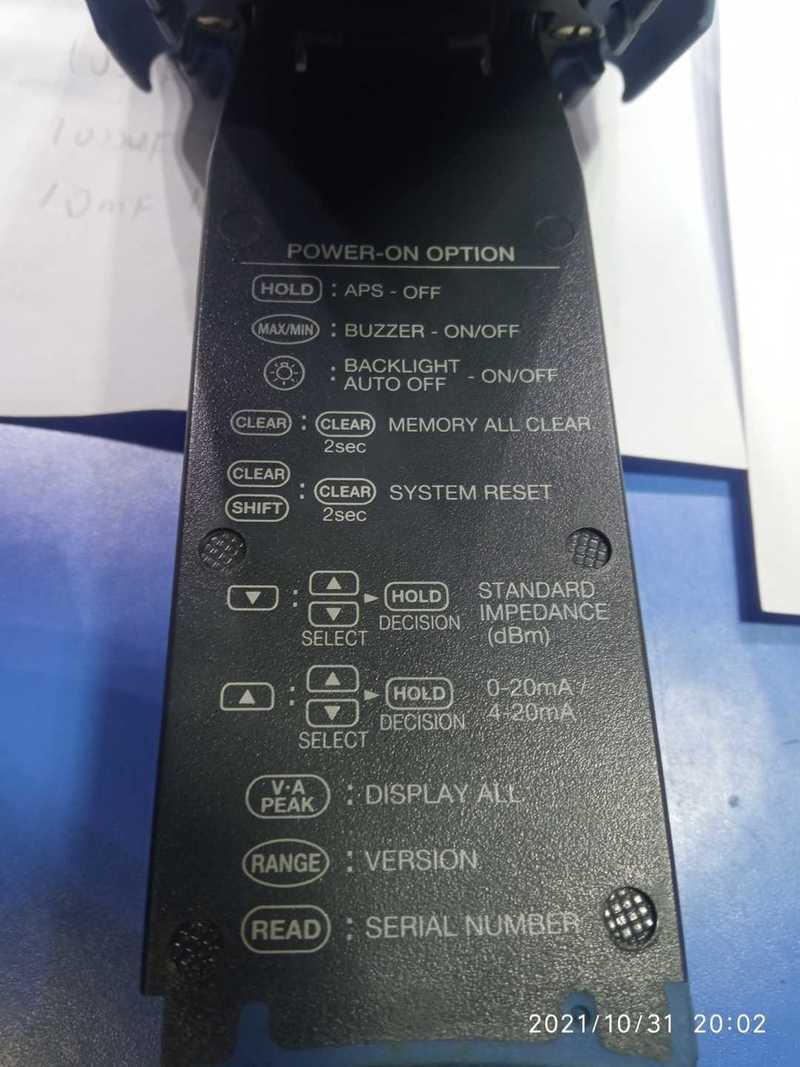 10mF
POWER-ON OPTION
HOLD : APS - OFF
MAX/MIN : BUZZER - ON/OFF
: BACKLIGHT AUTO OFF - ON/OFF
CLEAR : CLEAR 2sec MEMORY ALL CLEAR
CLEAR SHIFT : CLEAR 2sec SYSTEM RESET
▼ : ▲ ▼ SELECT ► HOLD DECISION STANDARD IMPEDANCE (dBm)
▲ : ▲ ▼ SELECT ► HOLD DECISION 0-20mA / 4-20mA
V·A PEAK : DISPLAY ALL
RANGE : VERSION
READ : SERIAL NUMBER
2021/10/31 20:02